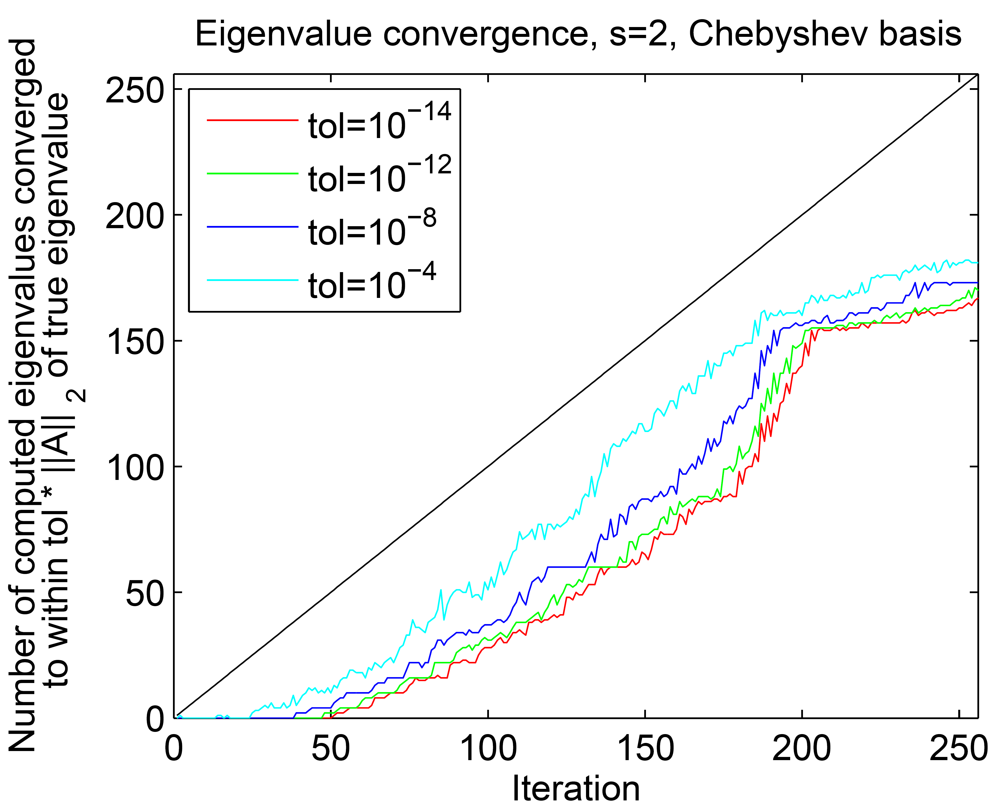 Eigenvalue convergence, s=2, Chebyshev basis
Number of computed eigenvalues converged
to within tol * ||A||₂ of true eigenvalue
250
200
150
100
50
0
tol=10⁻¹⁴
tol=10⁻¹²
tol=10⁻⁸
tol=10⁻⁴
0 50 100 150 200 250
Iteration